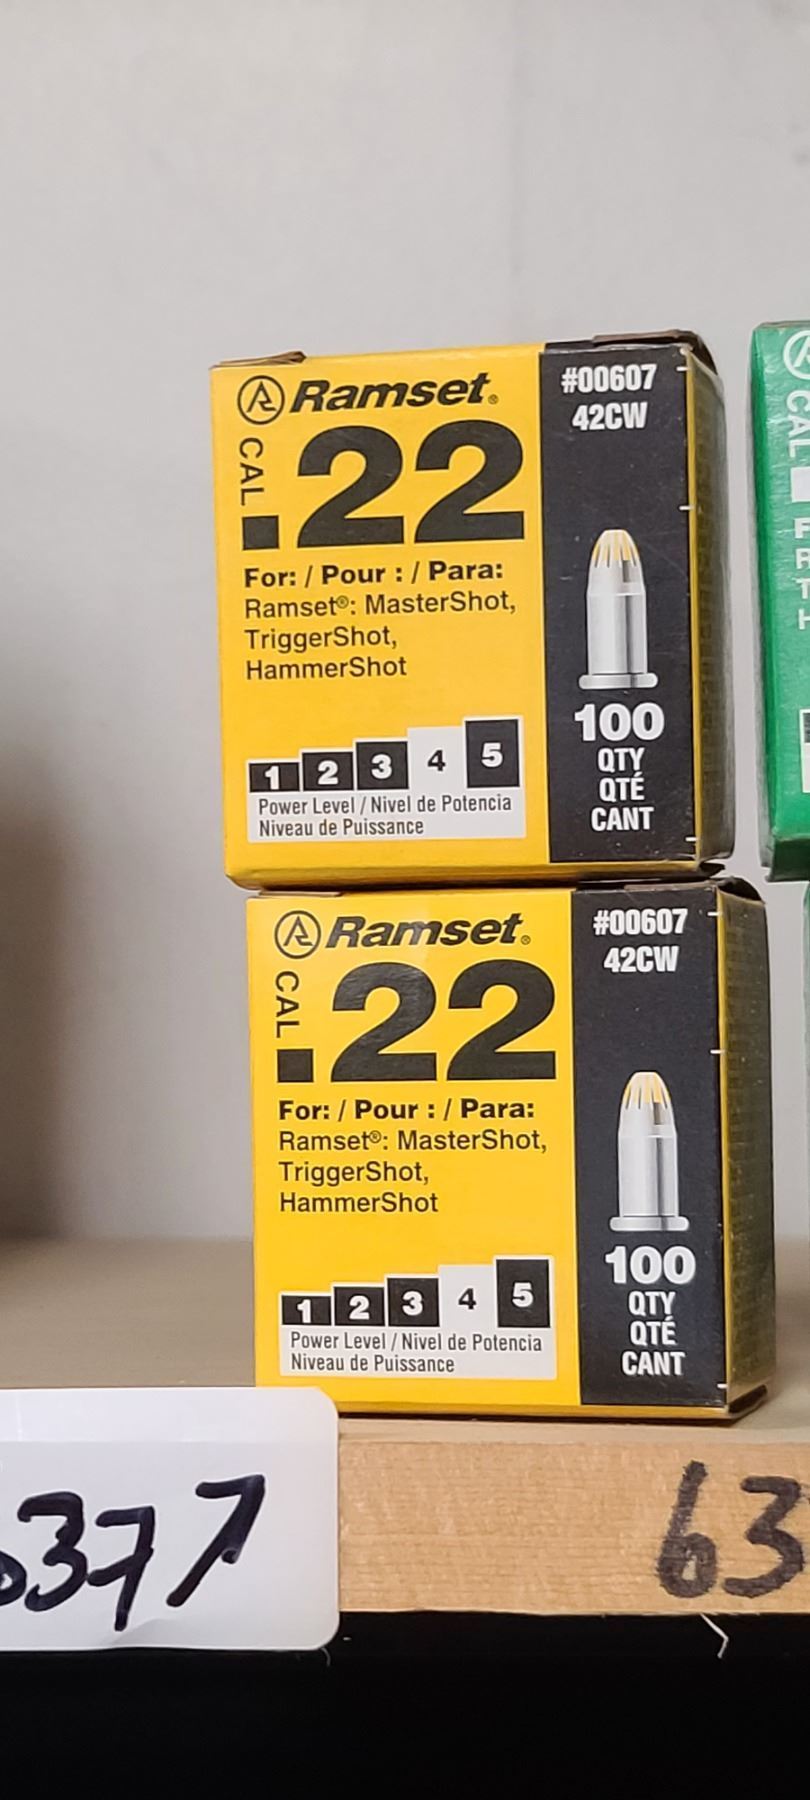 Ramset®
CAL .22
#00607
42CW
For: / Pour : / Para:
Ramset®: MasterShot,
TriggerShot,
HammerShot
1 2 3 4 5
Power Level / Nivel de Potencia
Niveau de Puissance
100
QTY
QTÉ
CANT
Ramset®
CAL .22
#00607
42CW
For: / Pour : / Para:
Ramset®: MasterShot,
TriggerShot,
HammerShot
1 2 3 4 5
Power Level / Nivel de Potencia
Niveau de Puissance
100
QTY
QTÉ
CANT
CAL
377
63